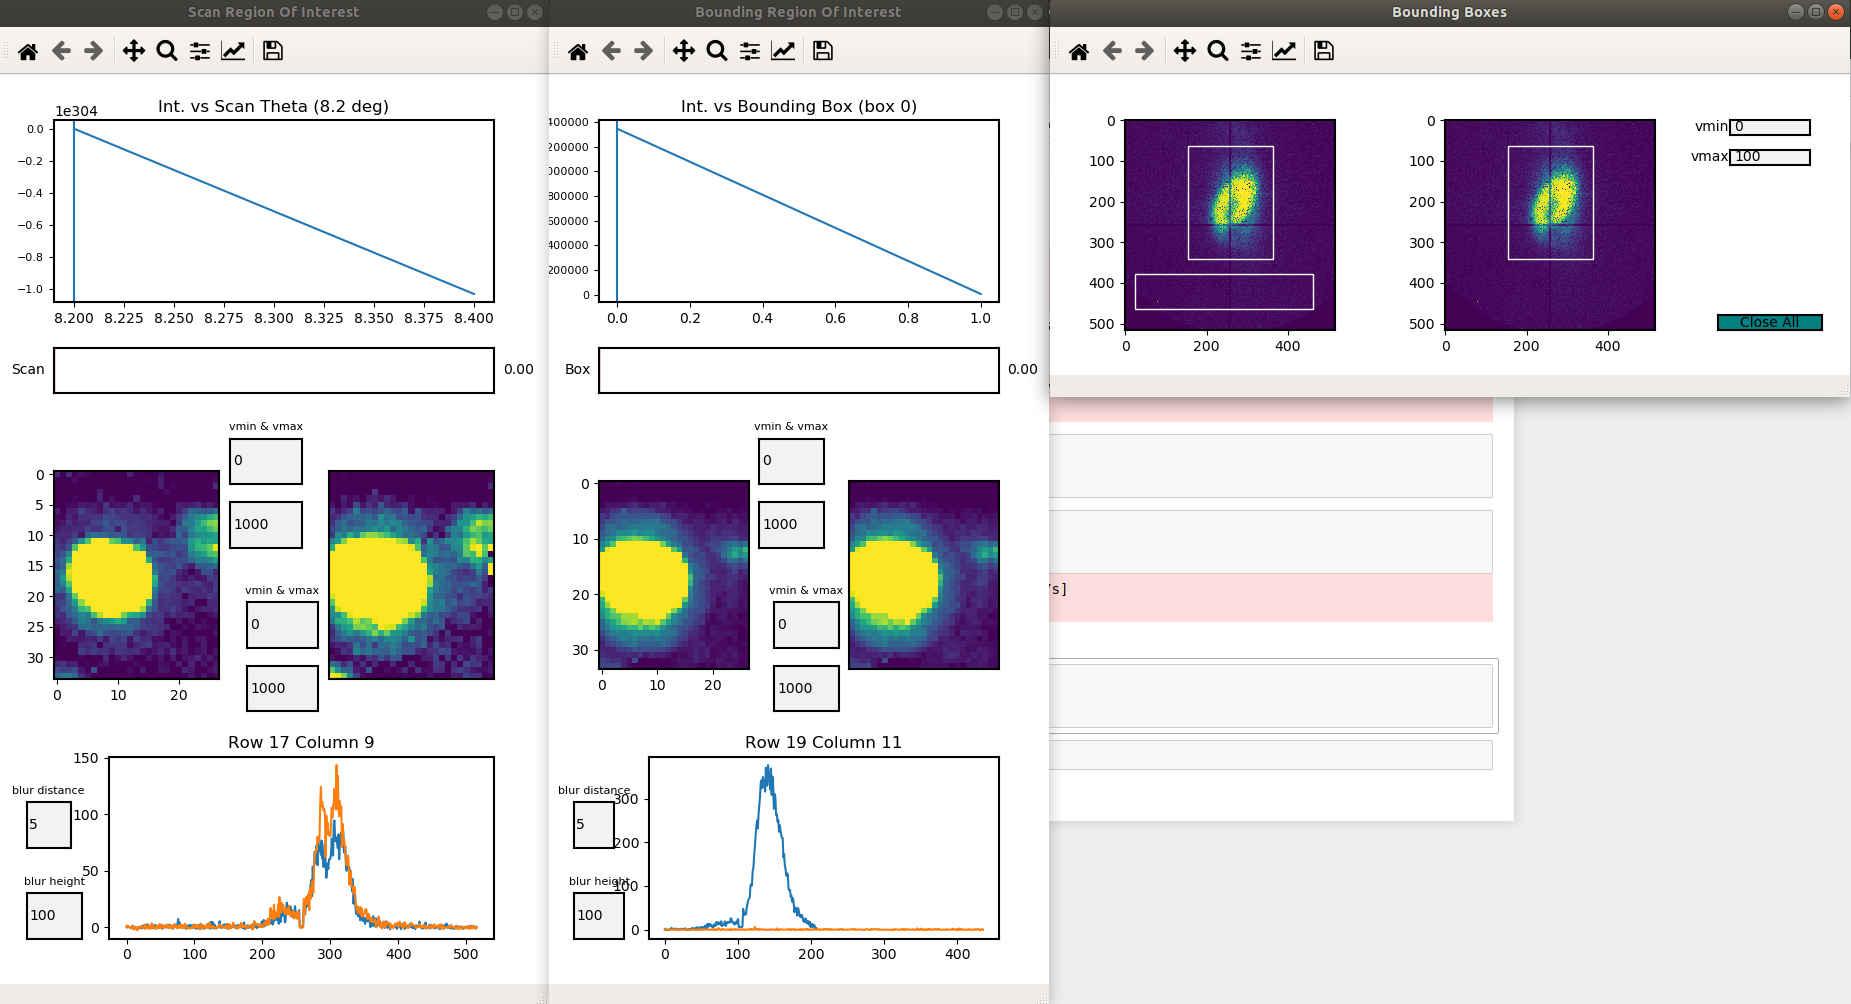 Scan Region Of Interest
Int. vs Scan Theta (8.2 deg)
1e304
0.0
−0.2
−0.4
−0.6
−0.8
−1.0
8.200 8.225 8.250 8.275 8.300 8.325 8.350 8.375 8.400
Scan 0.00
vmin & vmax
0
1000
vmin & vmax
0
1000
0
5
10
15
20
25
30
0 10 20
Row 17 Column 9
blur distance
5
blur height
100
150
100
50
0
0 100 200 300 400 500
Bounding Region Of Interest
Int. vs Bounding Box (box 0)
400000
200000
000000
800000
600000
400000
200000
0
0.0 0.2 0.4 0.6 0.8 1.0
Box 0.00
vmin & vmax
0
1000
vmin & vmax
0
1000
0
10
20
30
0 10 20
Row 19 Column 11
blur distance
5
blur height
100
300
200
100
0
0 100 200 300 400
Bounding Boxes
0
100
200
300
400
500
0 200 400
0
100
200
300
400
500
0 200 400
vmin 0
vmax 100
Close All
's]